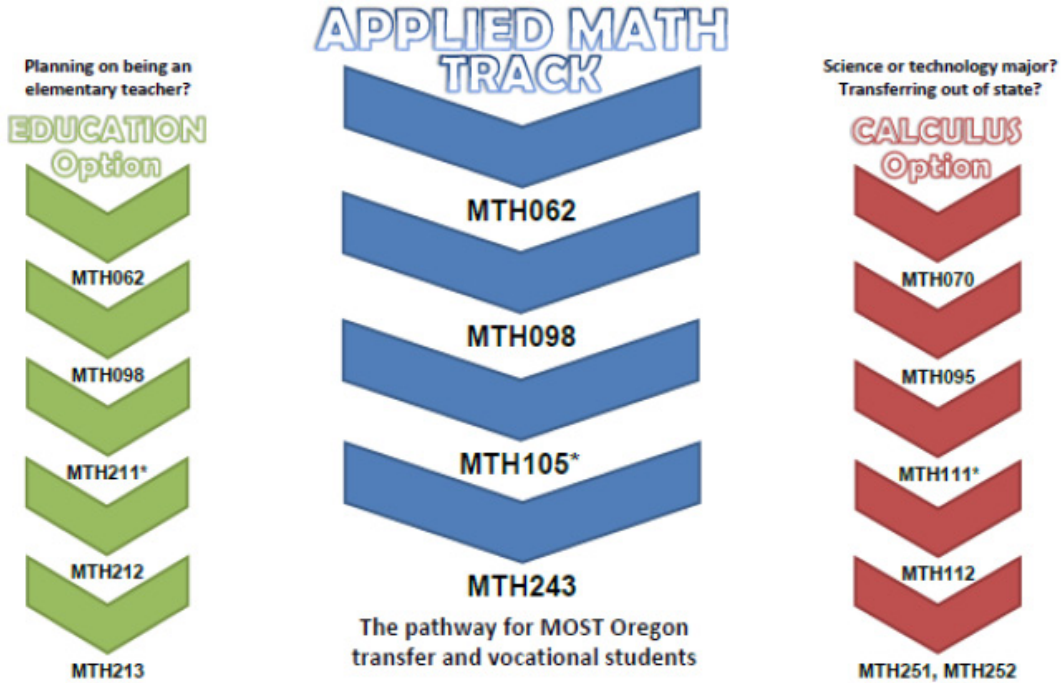 Planning on being an
elementary teacher?
EDUCATION
Option
MTH062
MTH098
MTH211*
MTH212
MTH213
APPLIED MATH
TRACK
MTH062
MTH098
MTH105*
MTH243
The pathway for MOST Oregon
transfer and vocational students
Science or technology major?
Transferring out of state?
CALCULUS
Option
MTH070
MTH095
MTH111*
MTH112
MTH251, MTH252